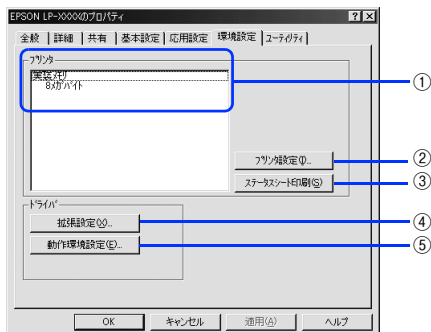 EPSON LP-XXXXのプロパティ
全般 詳細 共有 基本設定 応用設定 環境設定 ユーティリティ
プリンタ
実装メモリ
8メガバイト
①
プリンタ設定(I)...
②
ステータスシート印刷(S)
③
ドライバ
拡張設定(X)...
④
動作環境設定(E)...
⑤
OK キャンセル 適用(A) ヘルプ